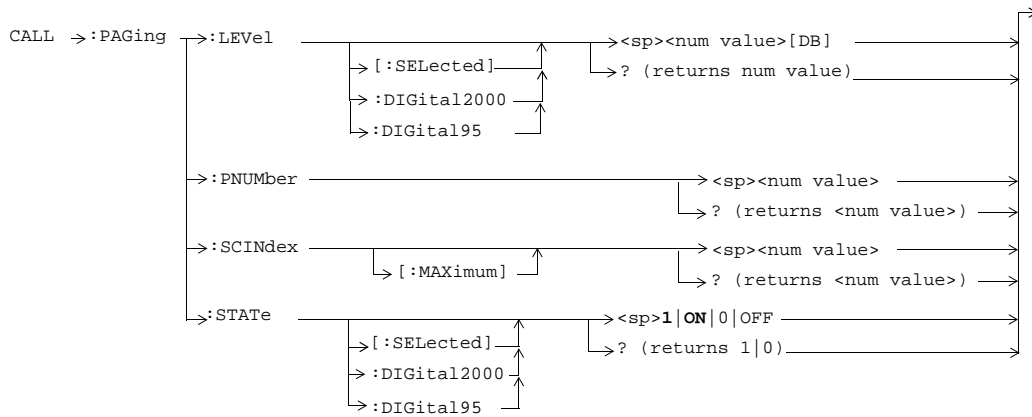 CALL :PAGing :LEVel <sp><num value>[DB]
[:SELected] ? (returns num value)
:DIGital2000
:DIGital95
:PNUMber <sp><num value>
? (returns <num value>)
:SCINdex <sp><num value>
[:MAXimum] ? (returns <num value>)
:STATe <sp>1|ON|0|OFF
[:SELected] ? (returns 1|0)
:DIGital2000
:DIGital95